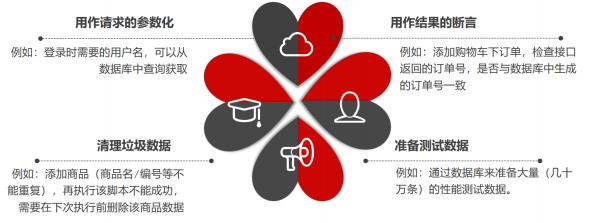 用作请求的参数化
例如：登录时需要的用户名，可以从
数据库中查询获取
用作结果的断言
例如：添加购物车下订单，检查接口
返回的订单号，是否与数据库中生成
的订单号一致
清理垃圾数据
例如：添加商品（商品名/编号等不
能重复），再执行该脚本不能成功，
需要在下次执行前删除该商品数据
准备测试数据
例如：通过数据库来准备大量（几十
万条）的性能测试数据。